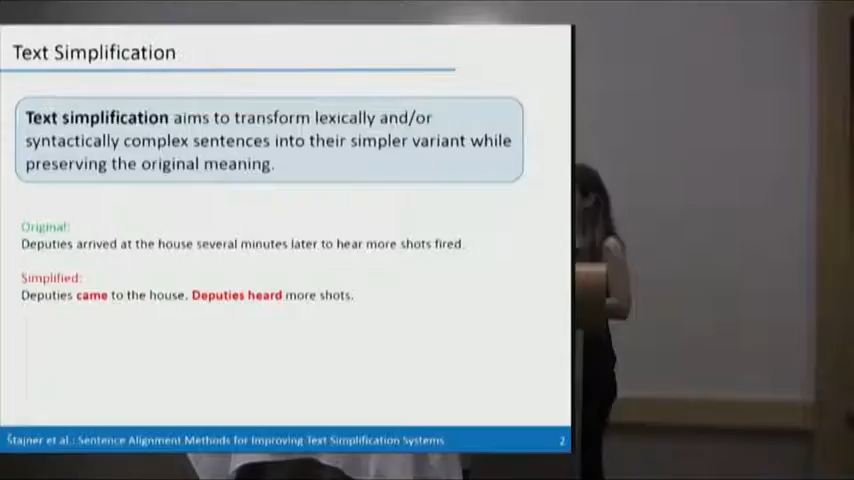 Text Simplification
Text simplification aims to transform lexically and/or
syntactically complex sentences into their simpler variant while
preserving the original meaning.
Original:
Deputies arrived at the house several minutes later to hear more shots fired.
Simplified:
Deputies came to the house. Deputies heard more shots.
Štajner et al.: Sentence Alignment Methods for Improving Text Simplification Systems
2